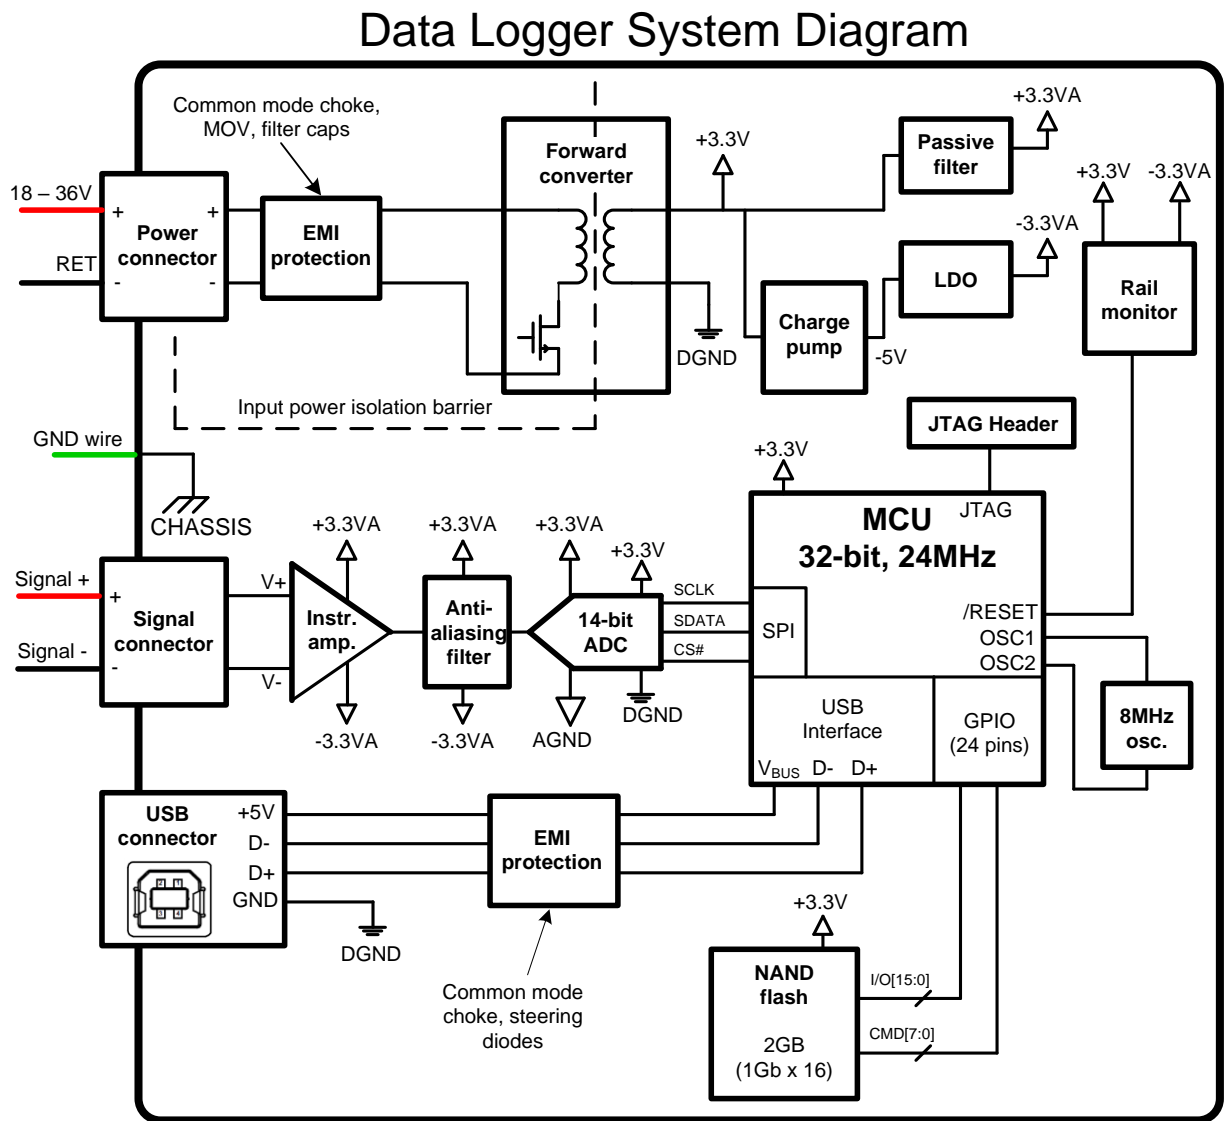 Data Logger System Diagram
Common mode choke,
MOV, filter caps
18 – 36V
RET
+
-
Power
connector
+
-
EMI
protection
Forward
converter
Input power isolation barrier
DGND
+3.3V
Passive
filter
+3.3VA
Charge
pump
-5V
LDO
-3.3VA
+3.3V
-3.3VA
Rail
monitor
GND wire
CHASSIS
Signal +
Signal -
+
-
Signal
connector
V+
V-
+3.3VA
Instr.
amp.
-3.3VA
+3.3VA
Anti-
aliasing
filter
-3.3VA
+3.3VA
+3.3V
14-bit
ADC
AGND
DGND
SCLK
SDATA
CS#
JTAG Header
+3.3V
JTAG
MCU
32-bit, 24MHz
SPI
/RESET
OSC1
OSC2
USB
Interface
GPIO
(24 pins)
VBUS
D-
D+
8MHz
osc.
USB
connector
+5V
D-
D+
GND
2
1
3
4
DGND
EMI
protection
Common mode
choke, steering
diodes
+3.3V
NAND
flash
2GB
(1Gb x 16)
I/O[15:0]
CMD[7:0]